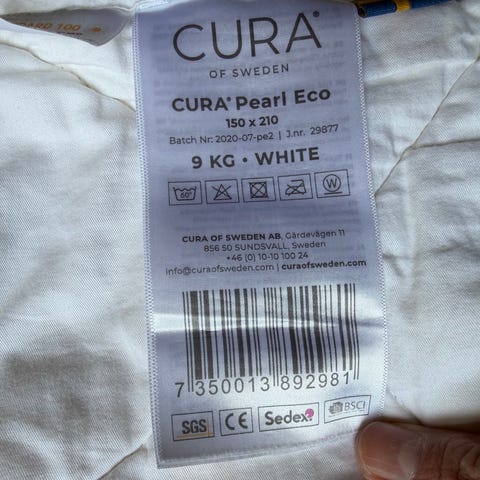 CURA®
OF SWEDEN
CURA® Pearl Eco
150 x 210
Batch Nr: 2020-07-pe2 | J.nr. 29877
9 KG • WHITE
60°
W
CURA OF SWEDEN AB, Gärdevägen 11
856 50 SUNDSVALL, Sweden
+46 (0) 10-10 100 24
info@curaofsweden.com | curaofsweden.com
7 350013 892981
SGS CE Sedex BSCI